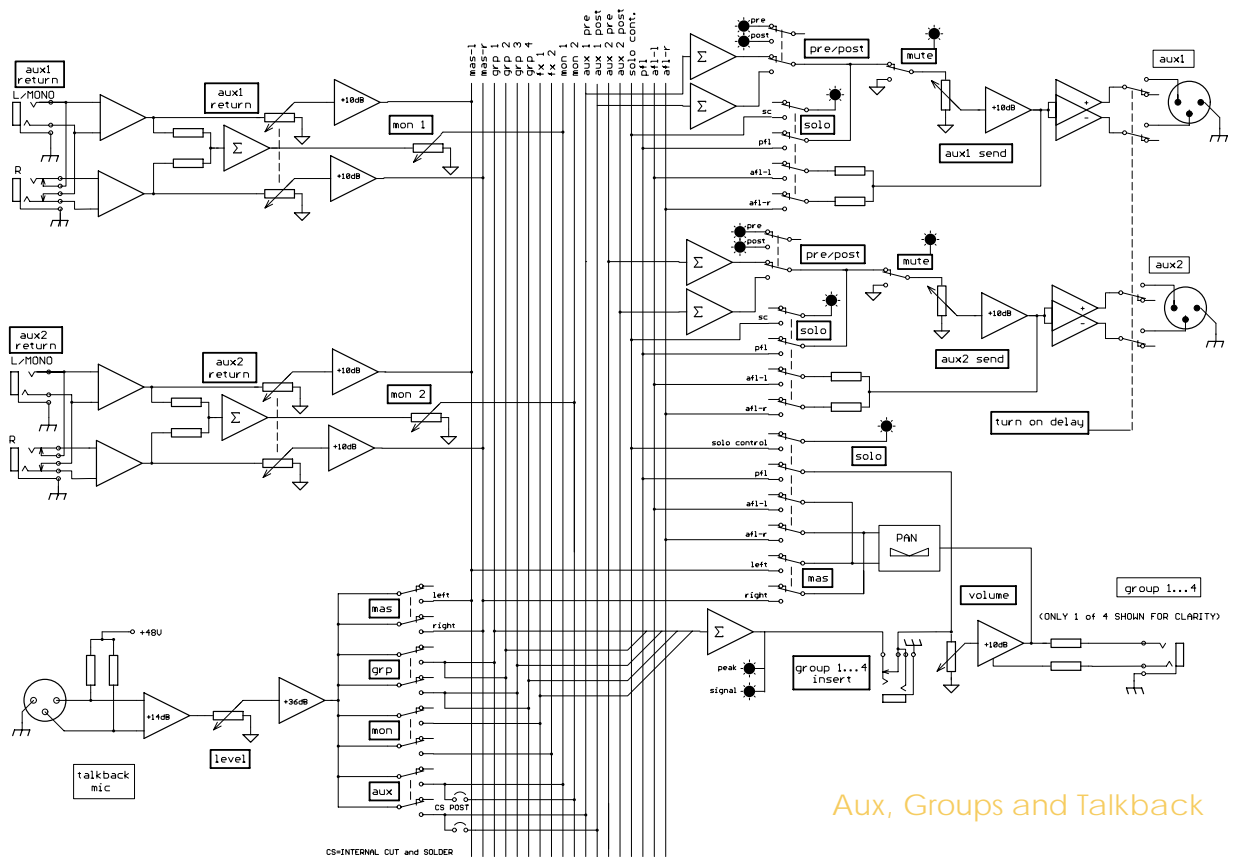 aux1
return
L/MONO
R
aux1
return
+10dB
+10dB
Σ
mon 1
mas-l
mas-r
grp 1
grp 2
grp 3
grp 4
fx 1
fx 2
mon 1
mon 2
aux 1 pre
aux 1 post
aux 2 pre
aux 2 post
solo cont.
pfl
afl-l
afl-r
Σ
Σ
pre
post
pre/post
mute
sc
solo
pfl
afl-l
afl-r
+10dB
aux1 send
+
-
aux1
aux2
return
L/MONO
R
aux2
return
+10dB
+10dB
Σ
mon 2
Σ
Σ
pre
post
pre/post
mute
sc
solo
pfl
afl-l
afl-r
+10dB
aux2 send
+
-
aux2
turn on delay
solo control
solo
pfl
afl-l
afl-r
left
right
mas
PAN
Σ
peak
signal
group 1...4
insert
volume
+10dB
group 1...4
(ONLY 1 of 4 SHOWN FOR CLARITY)
+48V
+14dB
level
+36dB
talkback
mic
mas
left
right
grp
mon
aux
CS POST
CS=INTERNAL CUT and SOLDER
Aux, Groups and Talkback